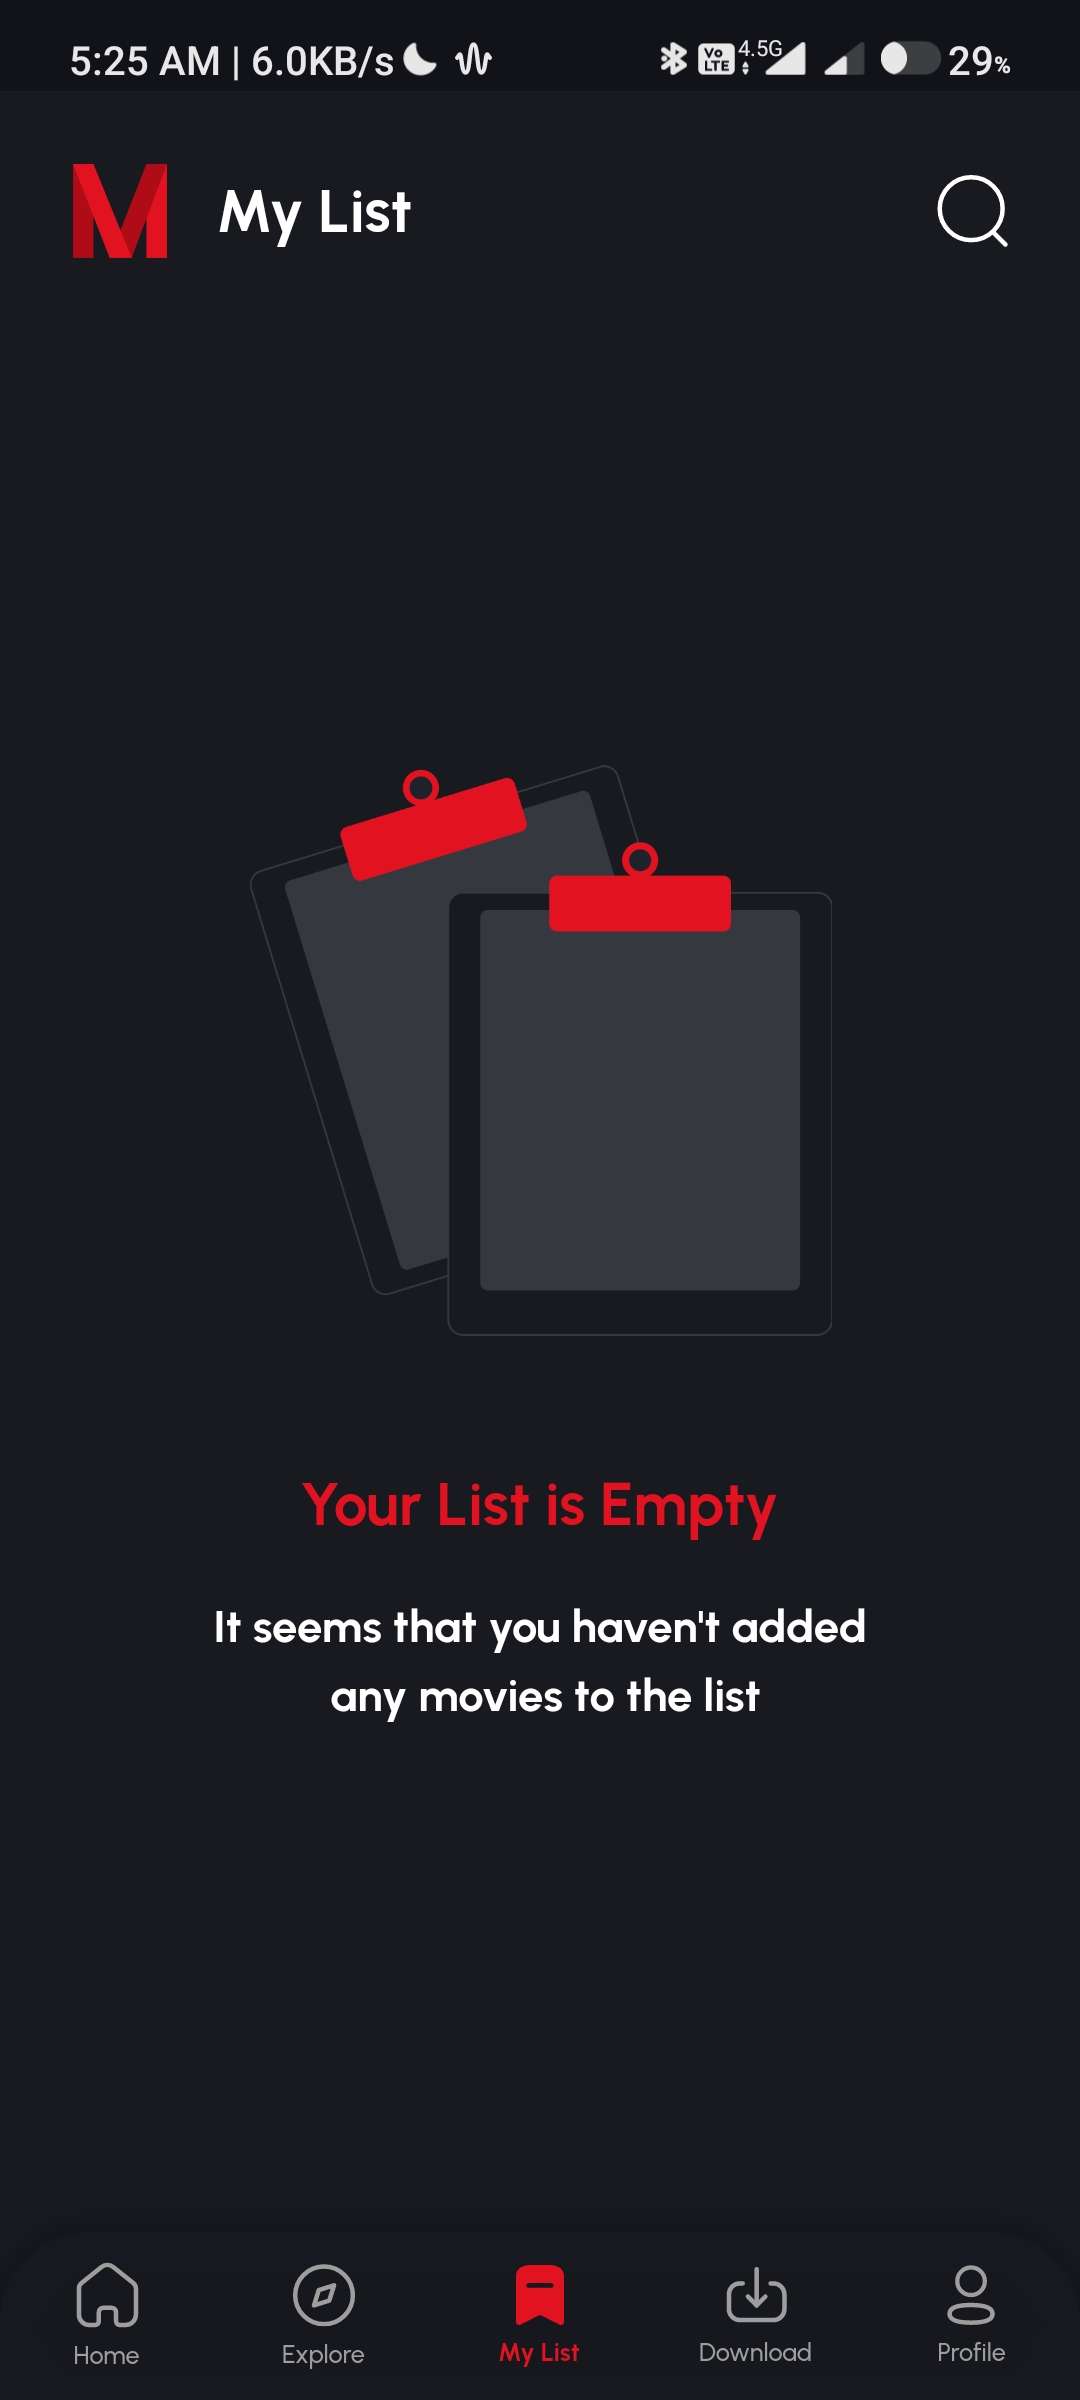 5:25 AM | 6.0KB/s Vo LTE 4.5G 29%
M My List
Your List is Empty
It seems that you haven't added
any movies to the list
Home Explore My List Download Profile